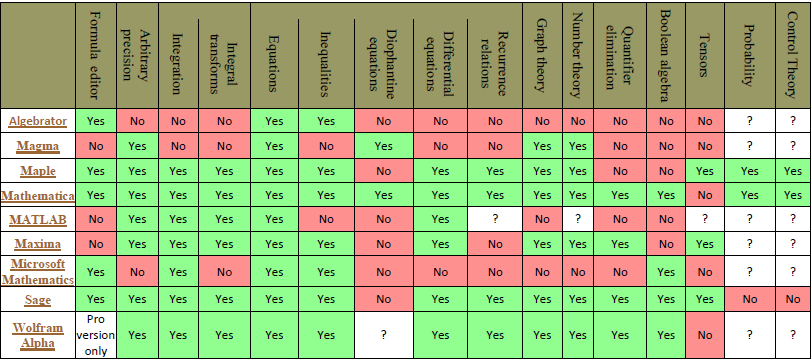 Formula editor
Arbitrary precision
Integration
Integral transforms
Equations
Inequalities
Diophantine equations
Differential equations
Recurrence relations
Graph theory
Number theory
Quantifier elimination
Boolean algebra
Tensors
Probability
Control Theory
Algebrator Yes No No No Yes Yes No No No No No No No No ? ?
Magma No Yes No No Yes No Yes No No Yes Yes No No No ? ?
Maple Yes Yes Yes Yes Yes Yes No Yes Yes Yes Yes No No Yes Yes Yes
Mathematica Yes Yes Yes Yes Yes Yes Yes Yes Yes Yes Yes Yes Yes No Yes Yes
MATLAB No Yes Yes Yes Yes No No Yes ? No ? No No ? ? ?
Maxima No Yes Yes Yes Yes Yes No Yes No Yes Yes Yes No Yes ? ?
Microsoft Mathematics Yes No Yes No Yes Yes No No No No No No Yes No ? ?
Sage Yes Yes Yes Yes Yes Yes No Yes Yes Yes Yes Yes Yes Yes No No
Wolfram Alpha Pro version only Yes Yes Yes Yes Yes ? Yes Yes Yes Yes Yes Yes No ? ?